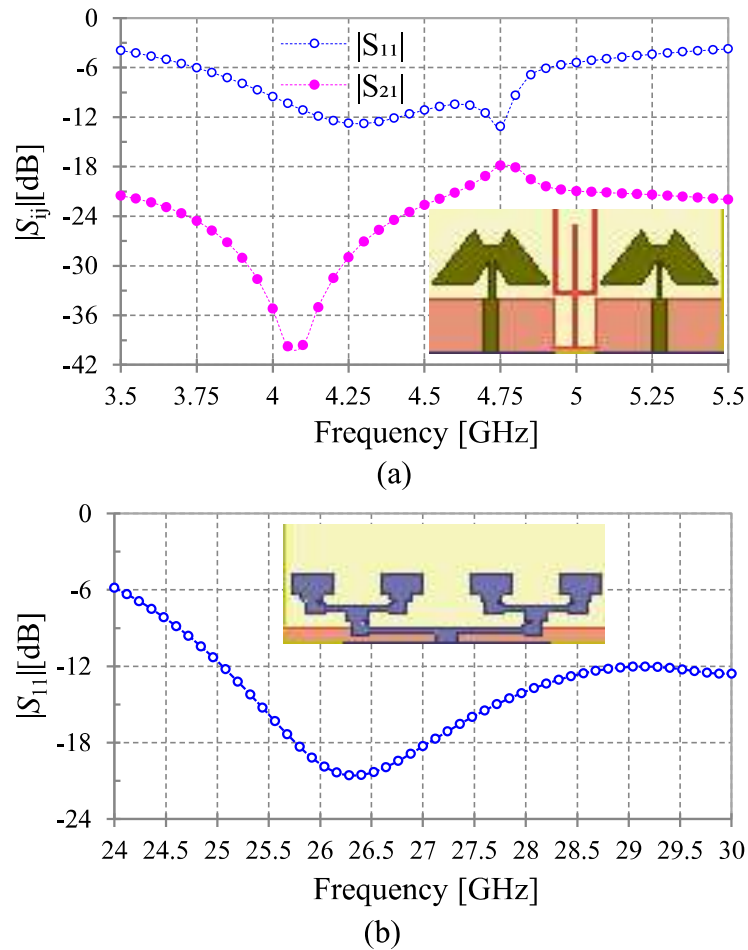 0
-6
-12
-18
-24
-30
-36
-42
|Sij|[dB]
|S11|
|S21|
3.5 3.75 4 4.25 4.5 4.75 5 5.25 5.5
Frequency [GHz]
(a)
0
-6
-12
-18
-24
|S11|[dB]
24 24.5 25 25.5 26 26.5 27 27.5 28 28.5 29 29.5 30
Frequency [GHz]
(b)